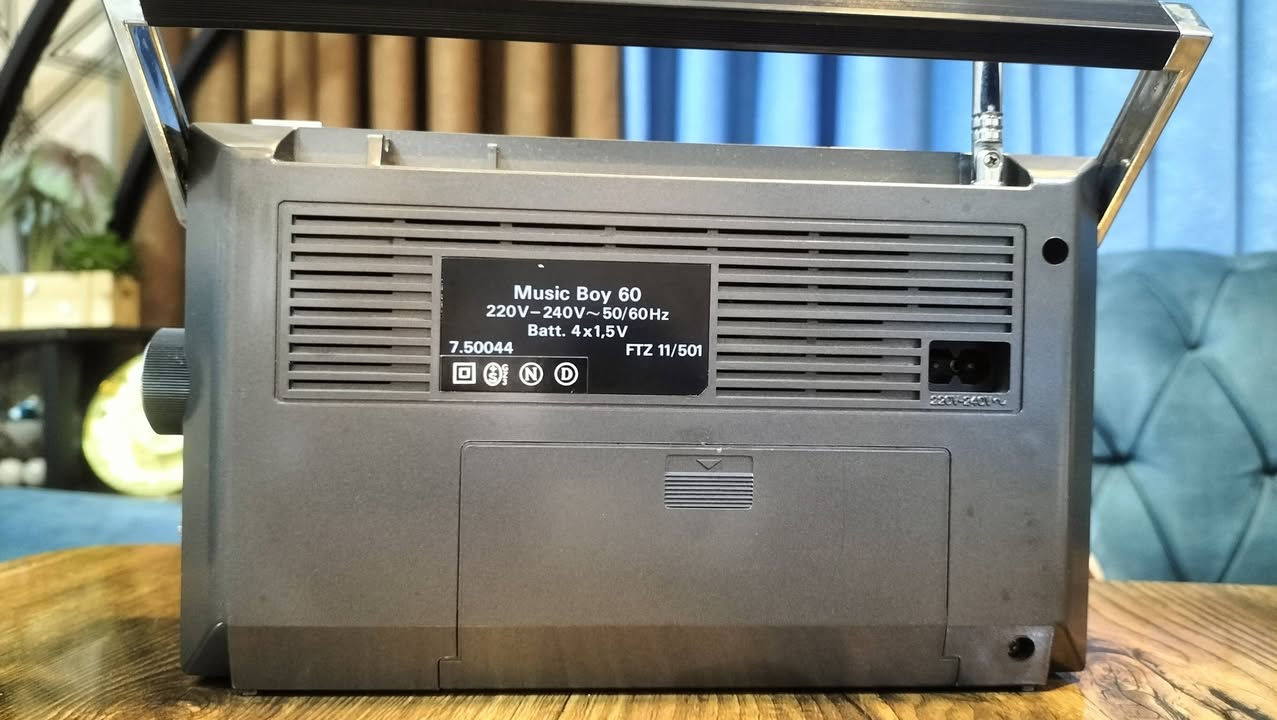 Music Boy 60
220V–240V~50/60Hz
Batt. 4x1,5V
7.50044 FTZ 11/501
N D
220V-240V~